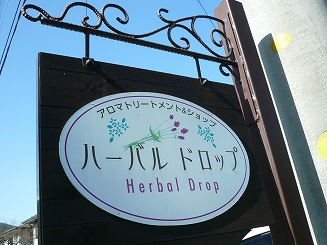 アロマトリートメント&ショップ
ハーバル ドロップ
Herbal Drop